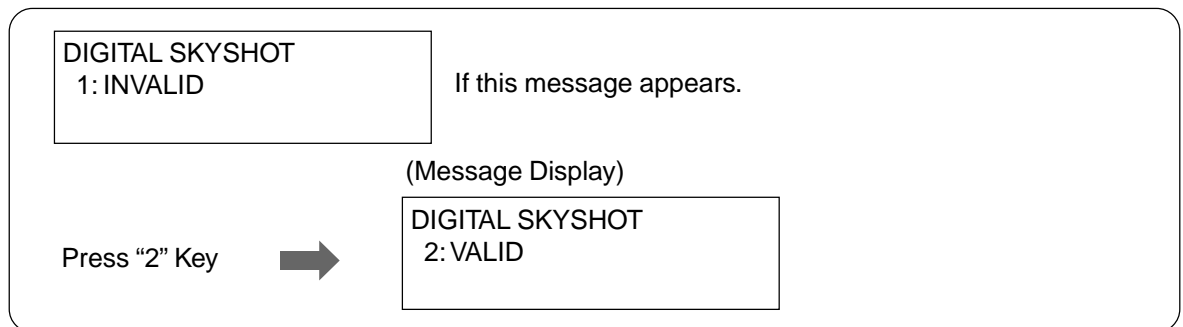 DIGITAL SKYSHOT
1: INVALID
If this message appears.
(Message Display)
Press “2” Key
DIGITAL SKYSHOT
2: VALID